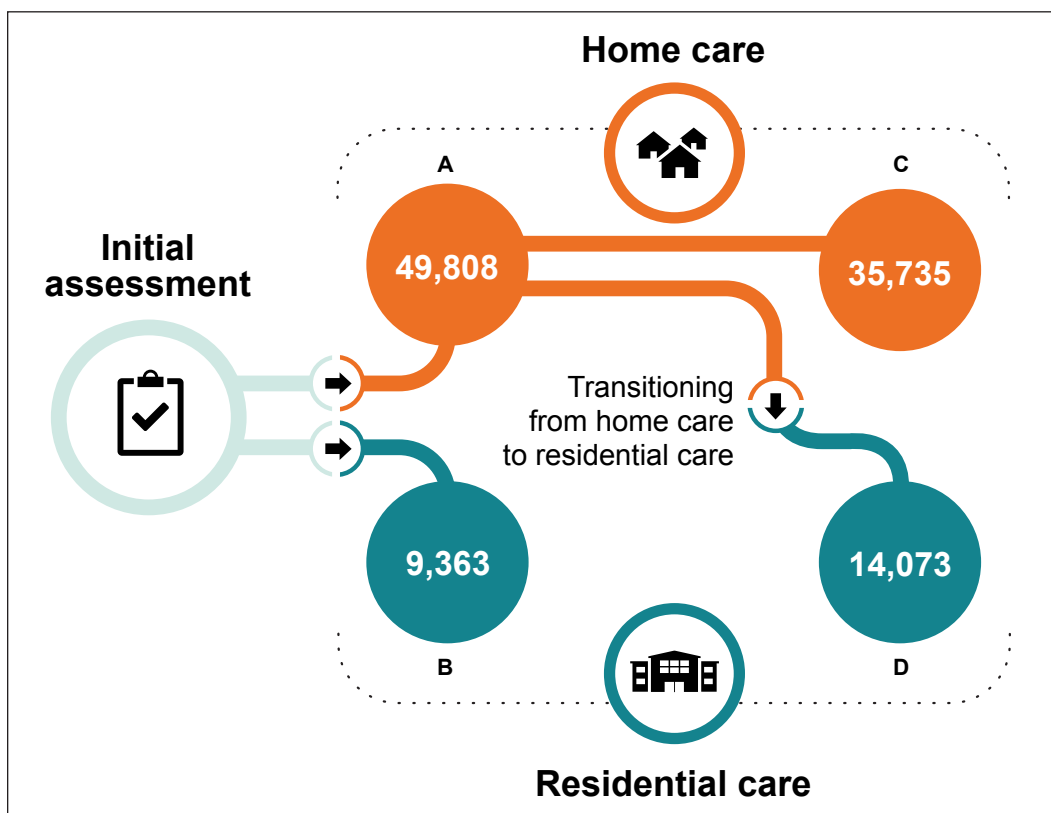 Home care
A
C
Initial
assessment
49,808
35,735
Transitioning
from home care
to residential care
9,363
14,073
B
D
Residential care